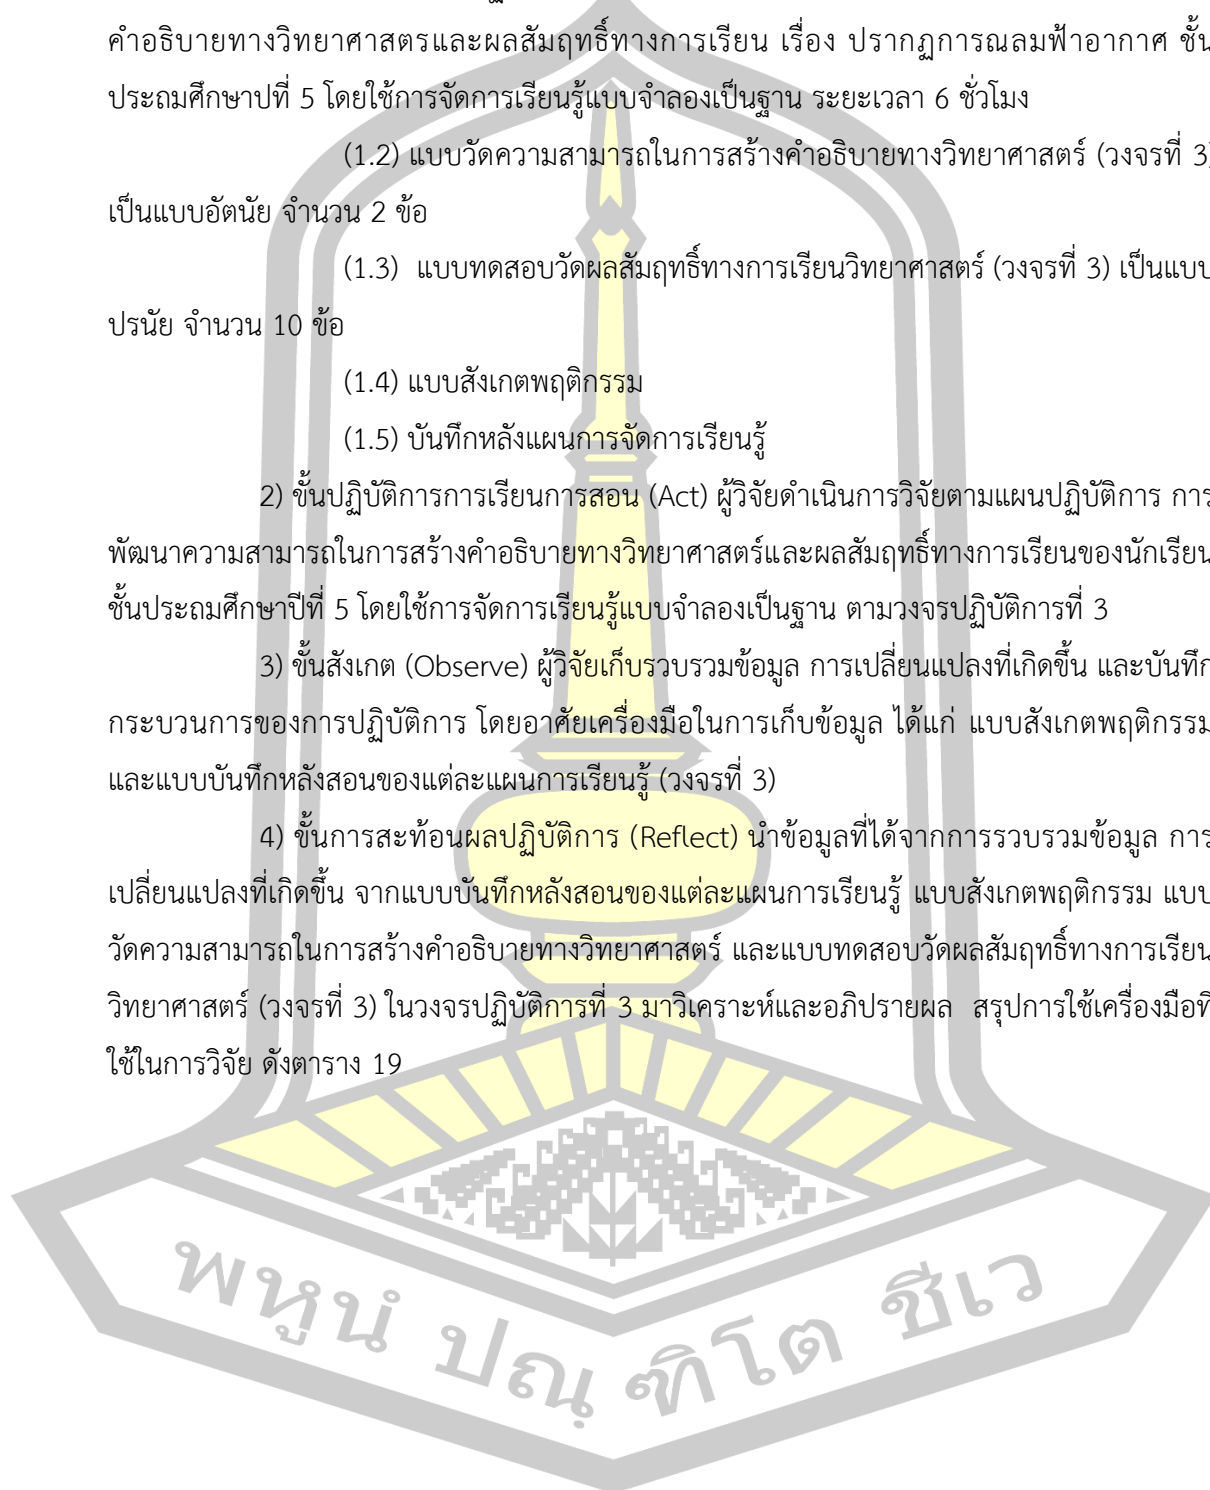 คำอธิบายทางวิทยาศาสตรและผลสัมฤทธิ์ทางการเรียน เรื่อง ปรากฏการณลมฟ้าอากาศ ชั้น
ประถมศึกษาปที่ 5 โดยใช้การจัดการเรียนรู้แบบจำลองเป็นฐาน ระยะเวลา 6 ชั่วโมง
(1.2) แบบวัดความสามารถในการสร้างคำอธิบายทางวิทยาศาสตร์ (วงจรที่ 3)
เป็นแบบอัตนัย จำนวน 2 ข้อ
(1.3) แบบทดสอบวัดผลสัมฤทธิ์ทางการเรียนวิทยาศาสตร์ (วงจรที่ 3) เป็นแบบ
ปรนัย จำนวน 10 ข้อ
(1.4) แบบสังเกตพฤติกรรม
(1.5) บันทึกหลังแผนการจัดการเรียนรู้
2) ขั้นปฏิบัติการการเรียนการสอน (Act) ผู้วิจัยดำเนินการวิจัยตามแผนปฏิบัติการ การ
พัฒนาความสามารถในการสร้างคำอธิบายทางวิทยาศาสตร์และผลสัมฤทธิ์ทางการเรียนของนักเรียน
ชั้นประถมศึกษาปีที่ 5 โดยใช้การจัดการเรียนรู้แบบจำลองเป็นฐาน ตามวงจรปฏิบัติการที่ 3
3) ขั้นสังเกต (Observe) ผู้วิจัยเก็บรวบรวมข้อมูล การเปลี่ยนแปลงที่เกิดขึ้น และบันทึก
กระบวนการของการปฏิบัติการ โดยอาศัยเครื่องมือในการเก็บข้อมูล ได้แก่ แบบสังเกตพฤติกรรม
และแบบบันทึกหลังสอนของแต่ละแผนการเรียนรู้ (วงจรที่ 3)
4) ขั้นการสะท้อนผลปฏิบัติการ (Reflect) นำข้อมูลที่ได้จากการรวบรวมข้อมูล การ
เปลี่ยนแปลงที่เกิดขึ้น จากแบบบันทึกหลังสอนของแต่ละแผนการเรียนรู้ แบบสังเกตพฤติกรรม แบบ
วัดความสามารถในการสร้างคำอธิบายทางวิทยาศาสตร์ และแบบทดสอบวัดผลสัมฤทธิ์ทางการเรียน
วิทยาศาสตร์ (วงจรที่ 3) ในวงจรปฏิบัติการที่ 3 มาวิเคราะห์และอภิปรายผล สรุปการใช้เครื่องมือที่
ใช้ในการวิจัย ดังตาราง 19
พหูนํ ปณฺฑิโต ชีเว